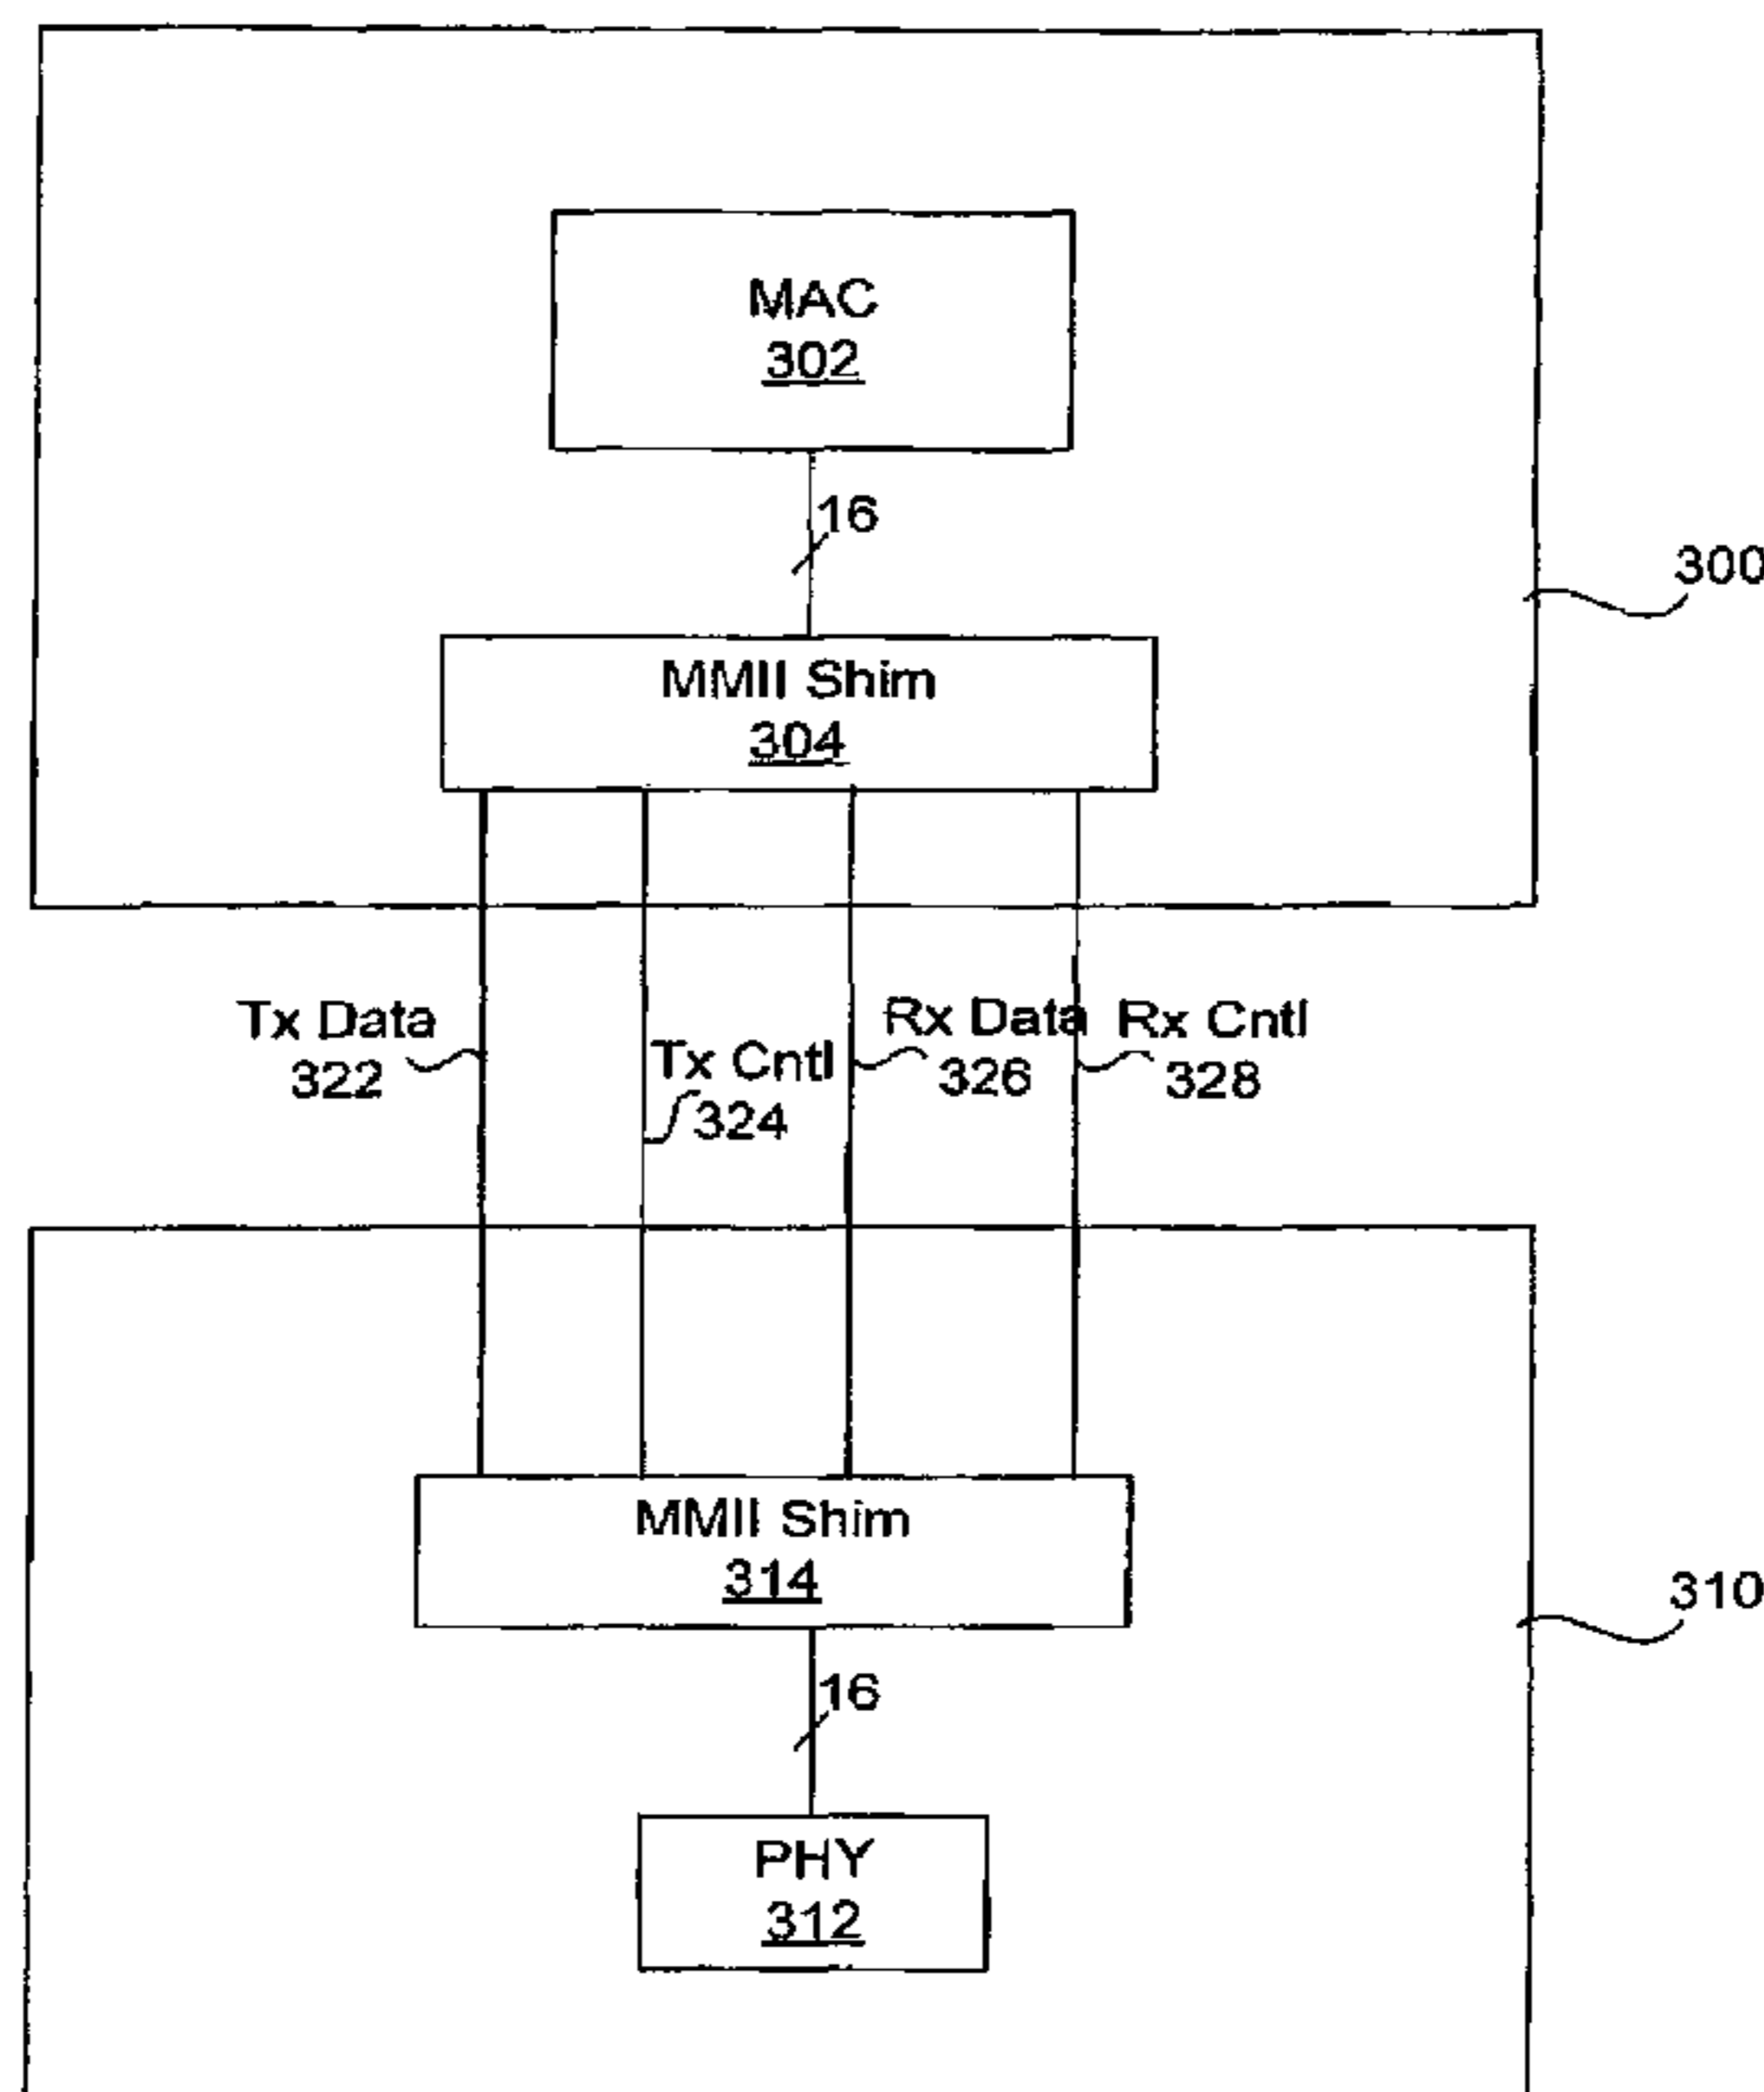 MAC
302
16
300
MMII Shim
304
Tx Data
322
Tx Cntl
324
Rx Data
326
Rx Cntl
328
MMII Shim
314
310
16
PHY
312